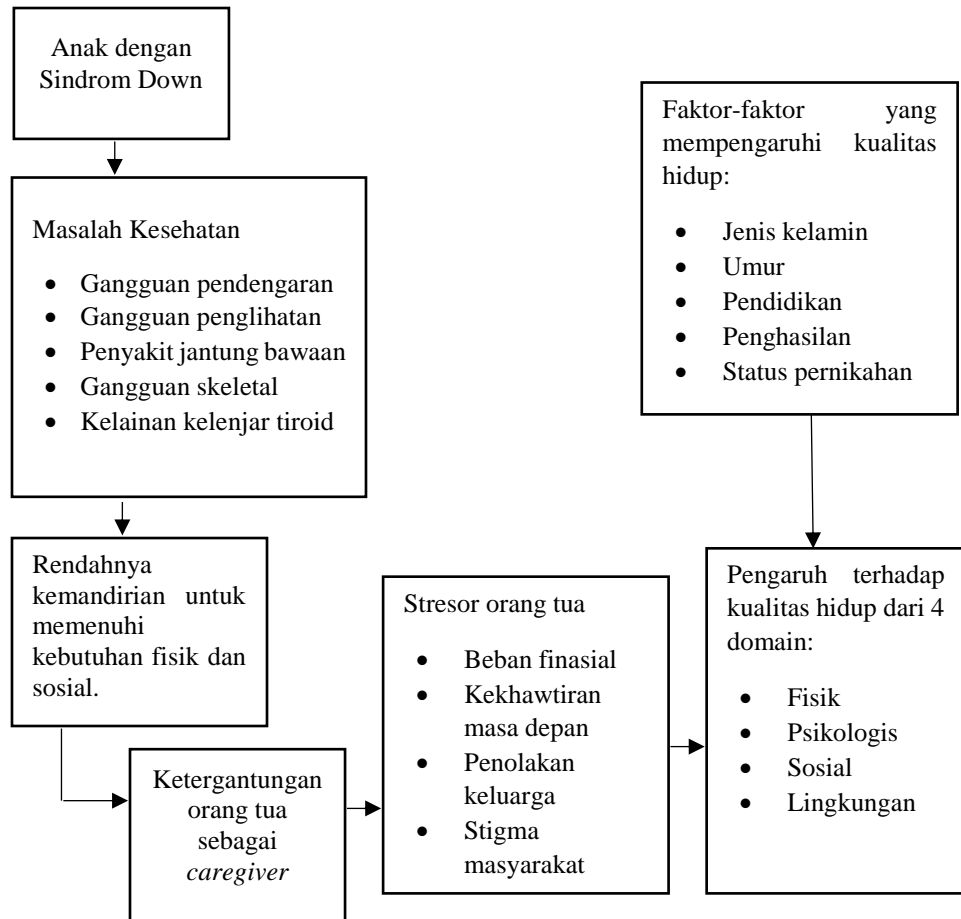 Anak dengan
Sindrom Down
Masalah Kesehatan
• Gangguan pendengaran
• Gangguan penglihatan
• Penyakit jantung bawaan
• Gangguan skeletal
• Kelainan kelenjar tiroid
Rendahnya
kemandirian untuk
memenuhi
kebutuhan fisik dan
sosial.
Ketergantungan
orang tua
sebagai
caregiver
Stresor orang tua
• Beban finasial
• Kekhawtiran
masa depan
• Penolakan
keluarga
• Stigma
masyarakat
Faktor-faktor yang
mempengaruhi kualitas
hidup:
• Jenis kelamin
• Umur
• Pendidikan
• Penghasilan
• Status pernikahan
Pengaruh terhadap
kualitas hidup dari 4
domain:
• Fisik
• Psikologis
• Sosial
• Lingkungan